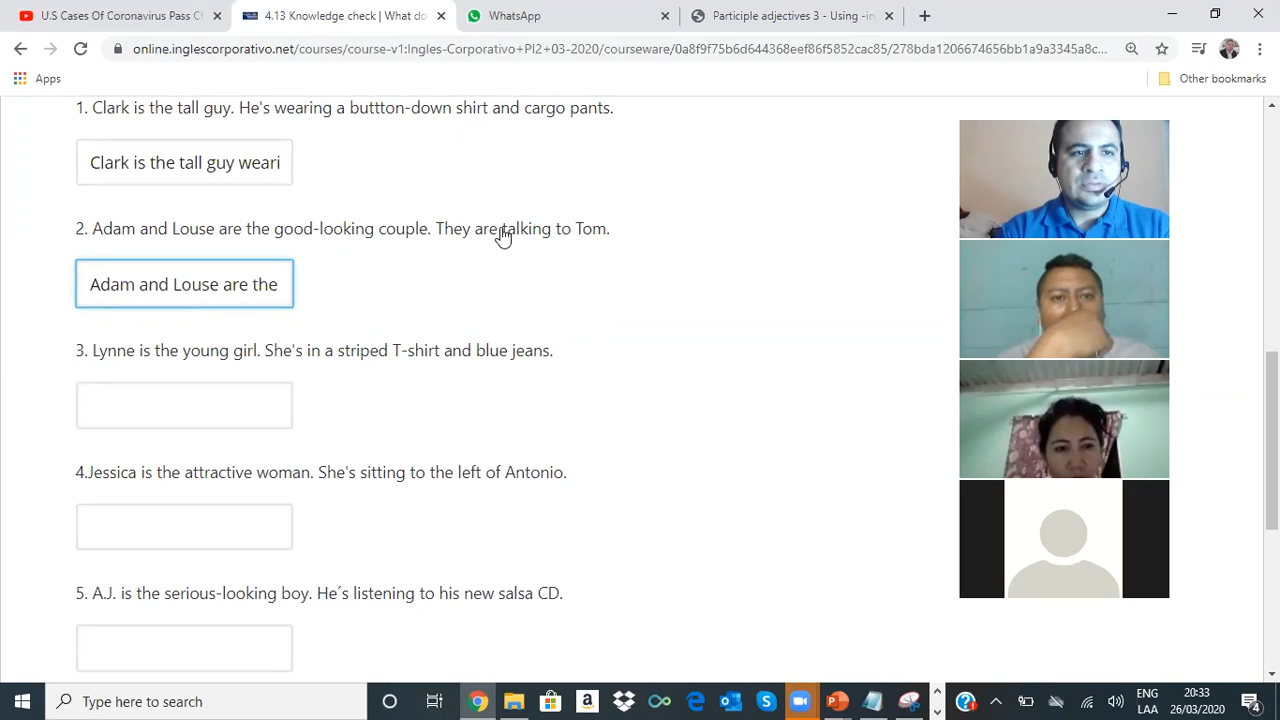 U.S Cases Of Coronavirus Pass C
4.13 Knowledge check | What do
WhatsApp
Participle adjectives 3 - Using -in
online.inglescorporativo.net/courses/course-v1:Ingles-Corporativo+PI2+03-2020/courseware/0a8f9f75b6d644368eef86f5852cac85/278bda1206674656bb1a9a3345a8c...
Apps
Other bookmarks
1. Clark is the tall guy. He's wearing a buttton-down shirt and cargo pants.
Clark is the tall guy weari
2. Adam and Louse are the good-looking couple. They are talking to Tom.
Adam and Louse are the
3. Lynne is the young girl. She's in a striped T-shirt and blue jeans.
4.Jessica is the attractive woman. She's sitting to the left of Antonio.
5. A.J. is the serious-looking boy. He´s listening to his new salsa CD.
Type here to search
ENG
LAA
20:33
26/03/2020
4